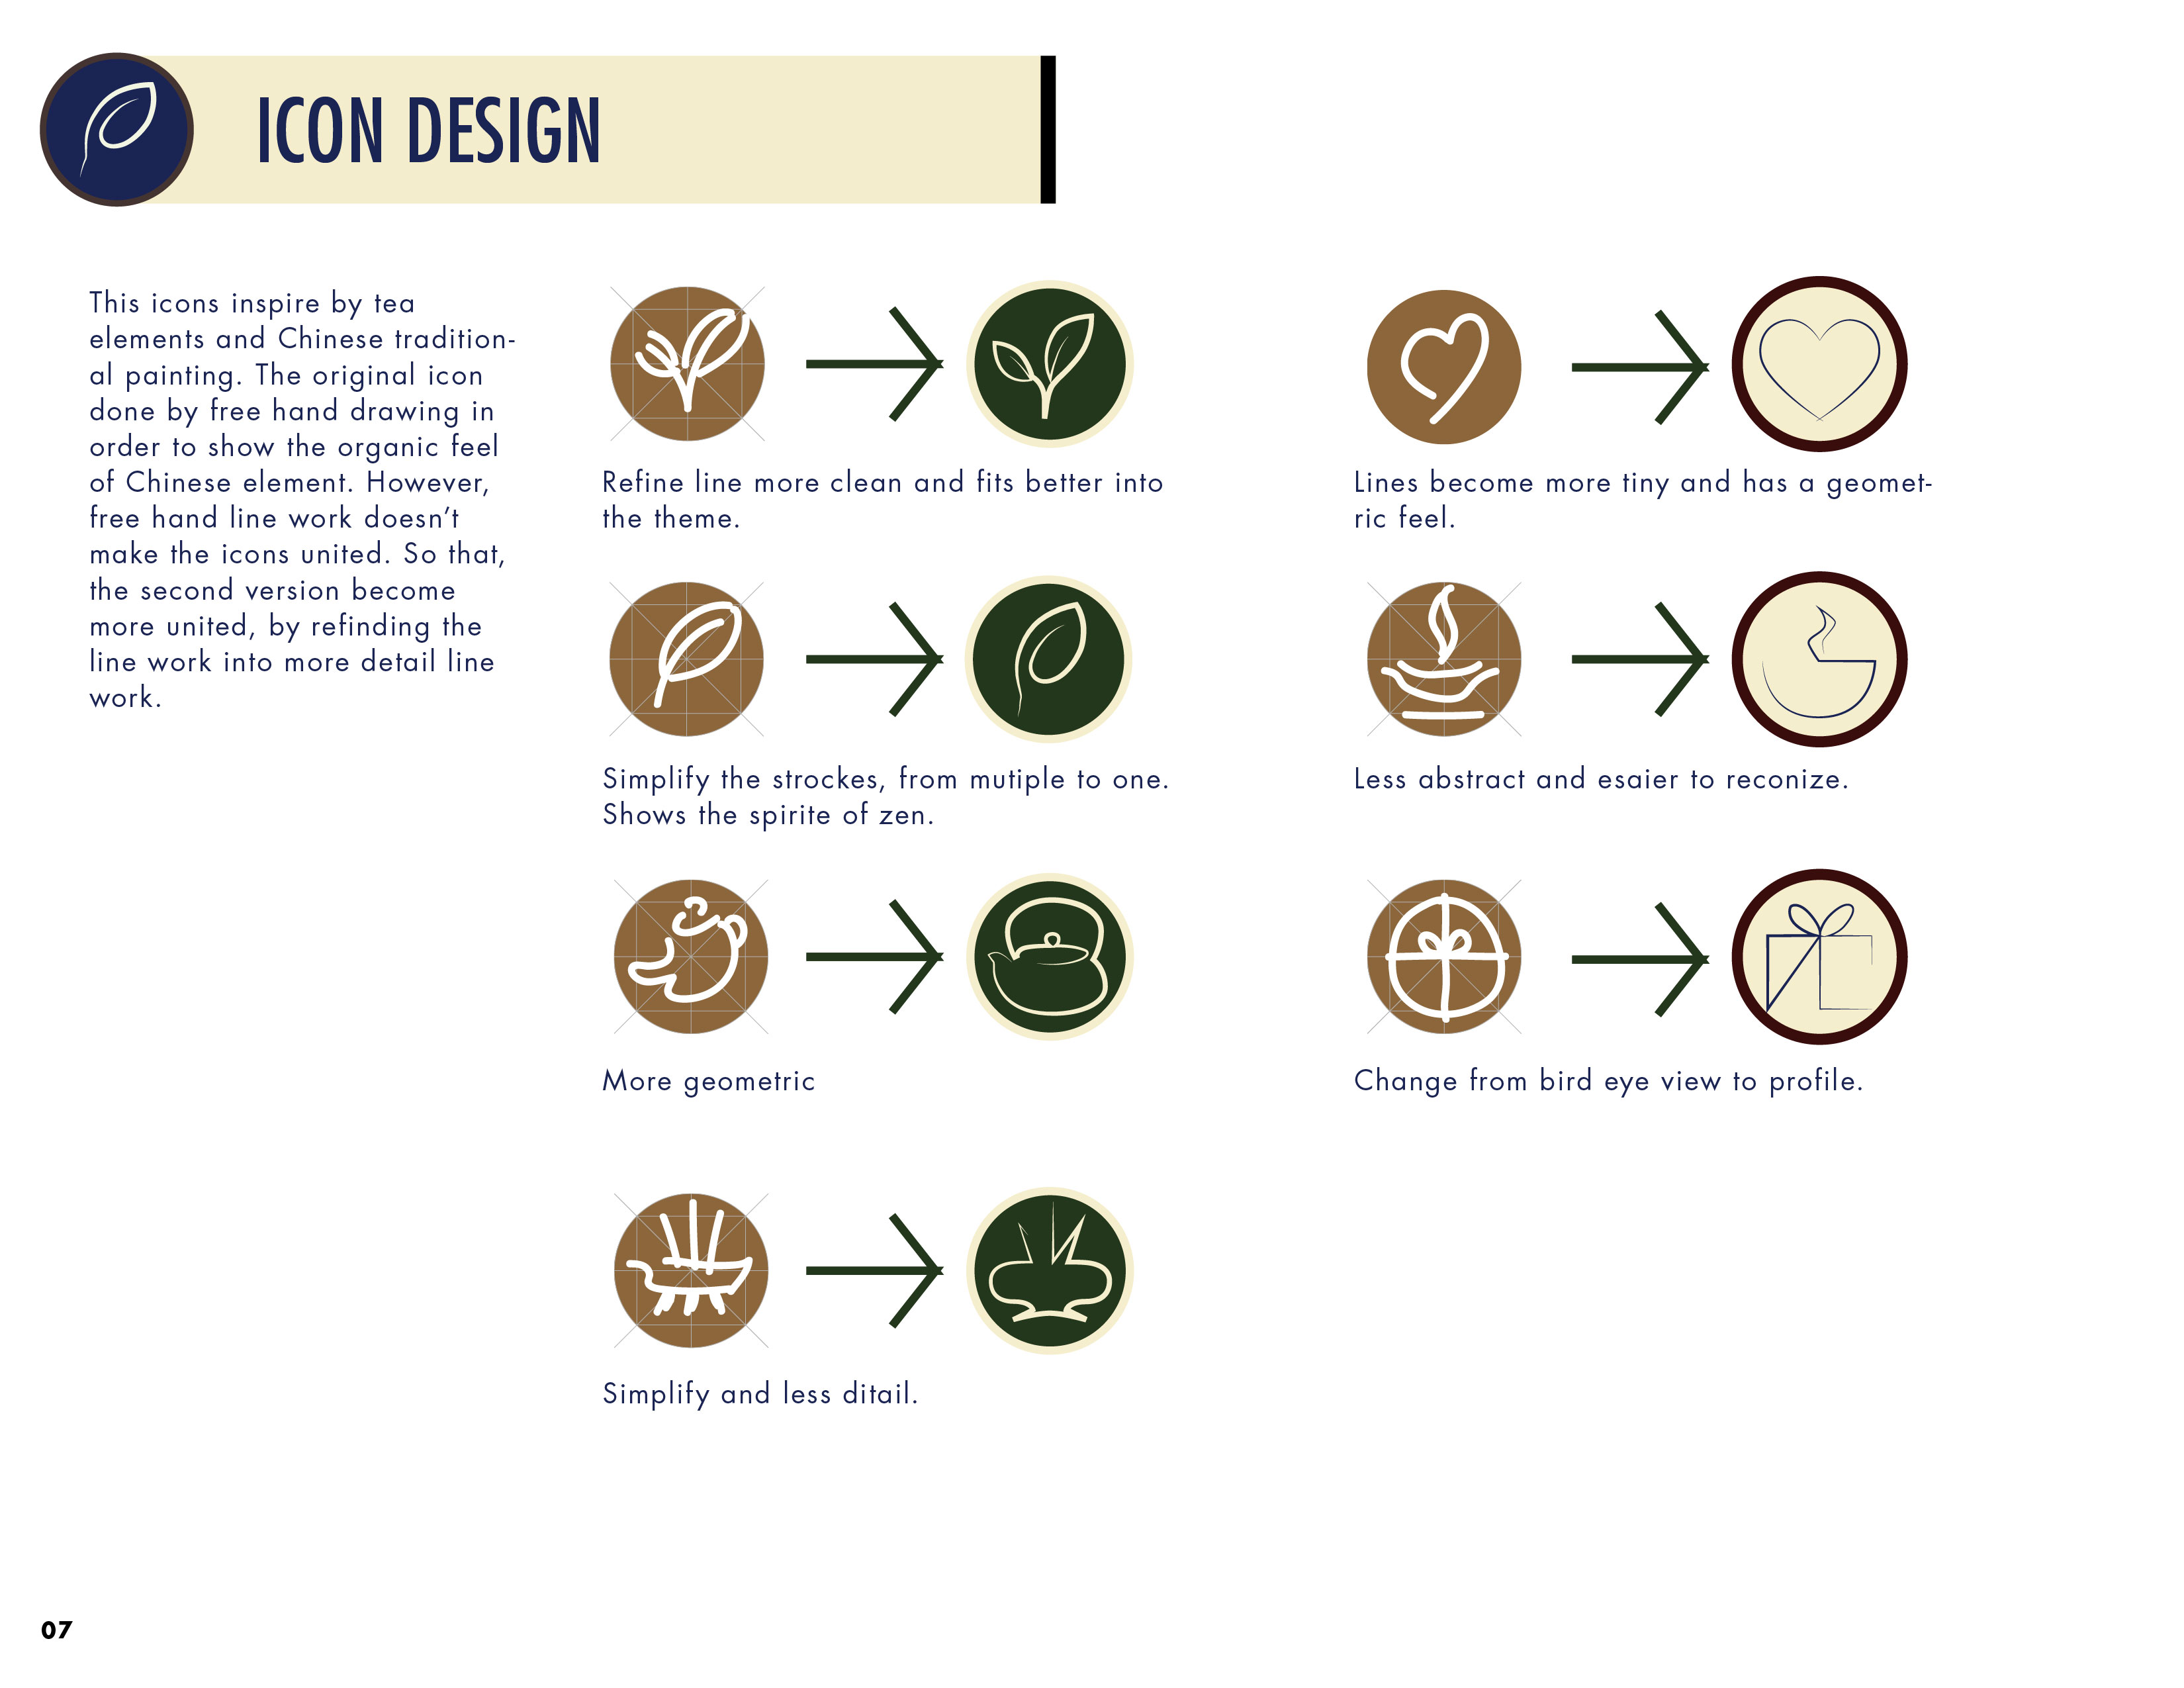 ICON DESIGN
This icons inspire by tea
elements and Chinese tradition-
al painting. The original icon
done by free hand drawing in
order to show the organic feel
of Chinese element. However,
free hand line work doesn’t
make the icons united. So that,
the second version become
more united, by refinding the
line work into more detail line
work.
Refine line more clean and fits better into
the theme.
Simplify the strockes, from mutiple to one.
Shows the spirite of zen.
More geometric
Simplify and less ditail.
Lines become more tiny and has a geomet-
ric feel.
Less abstract and esaier to reconize.
Change from bird eye view to profile.
07